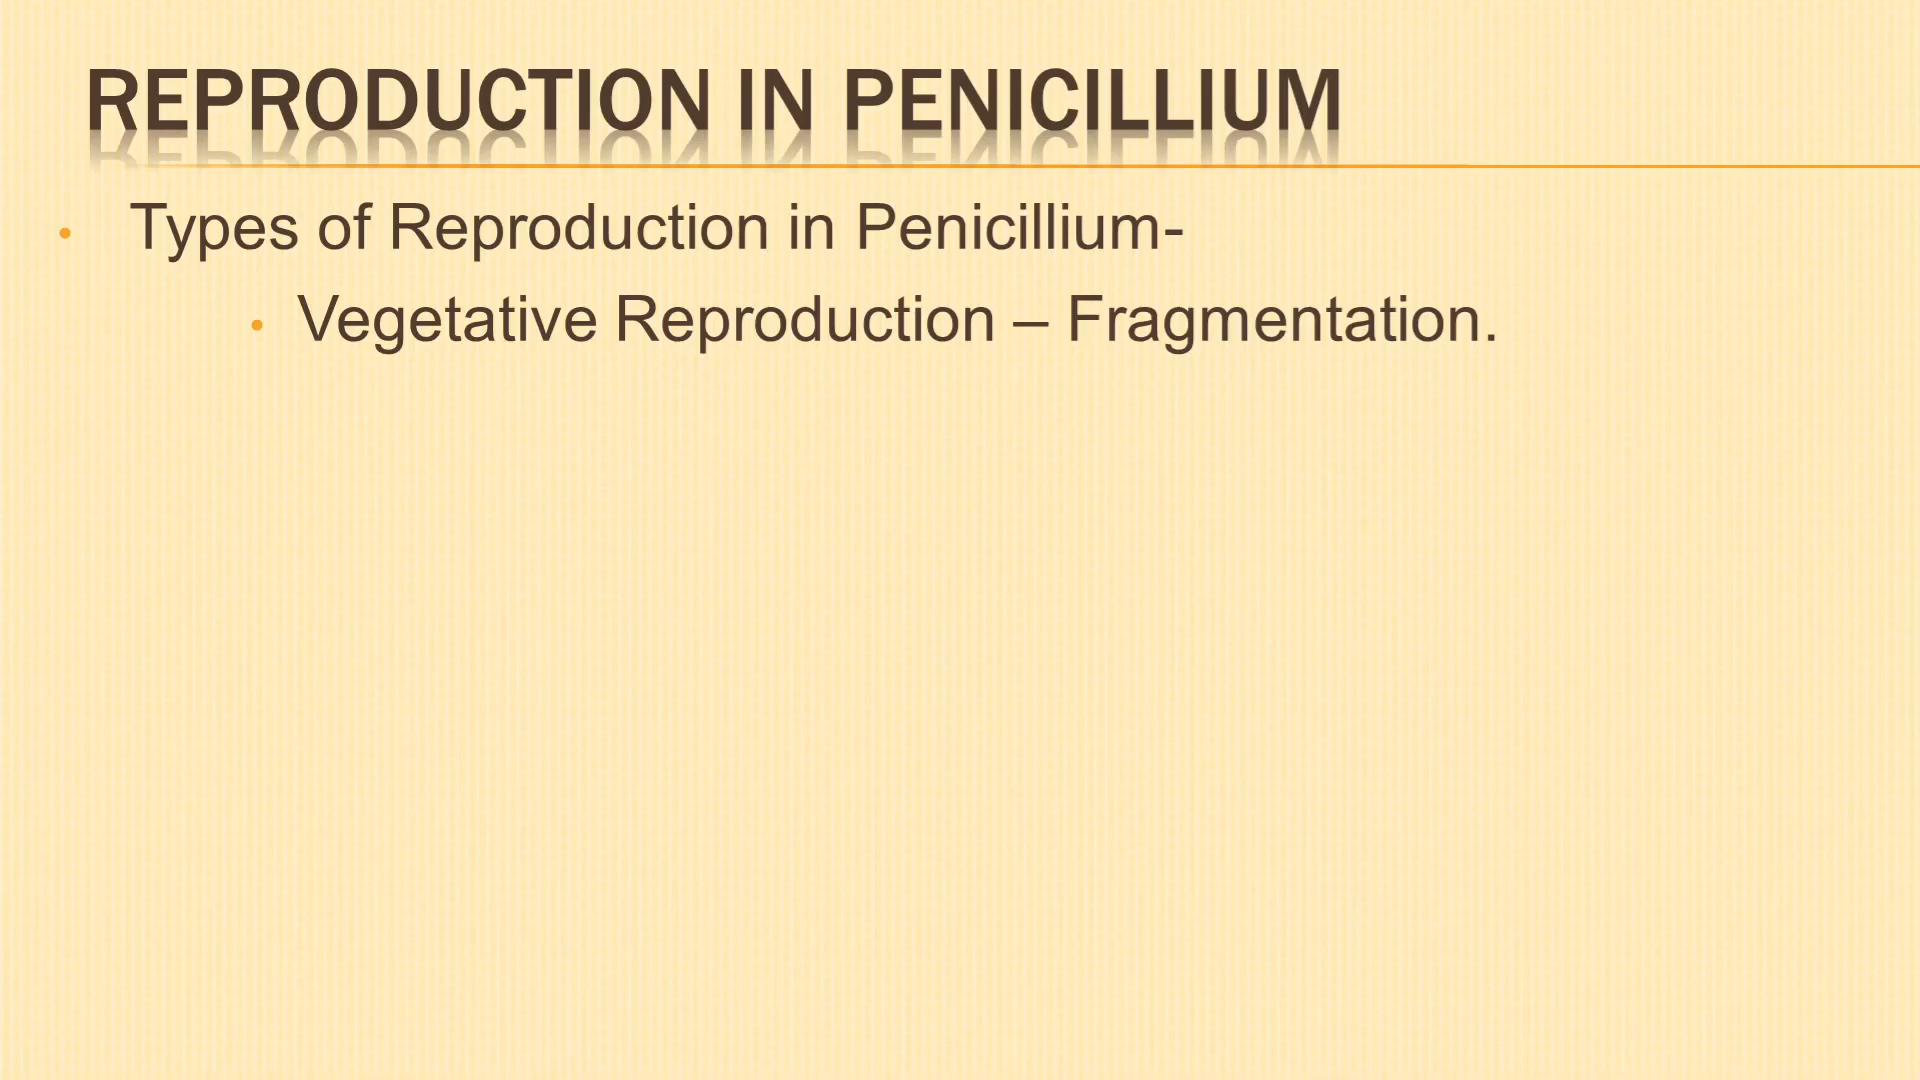 REPRODUCTION IN PENICILLIUM
• Types of Reproduction in Penicillium-
• Vegetative Reproduction – Fragmentation.